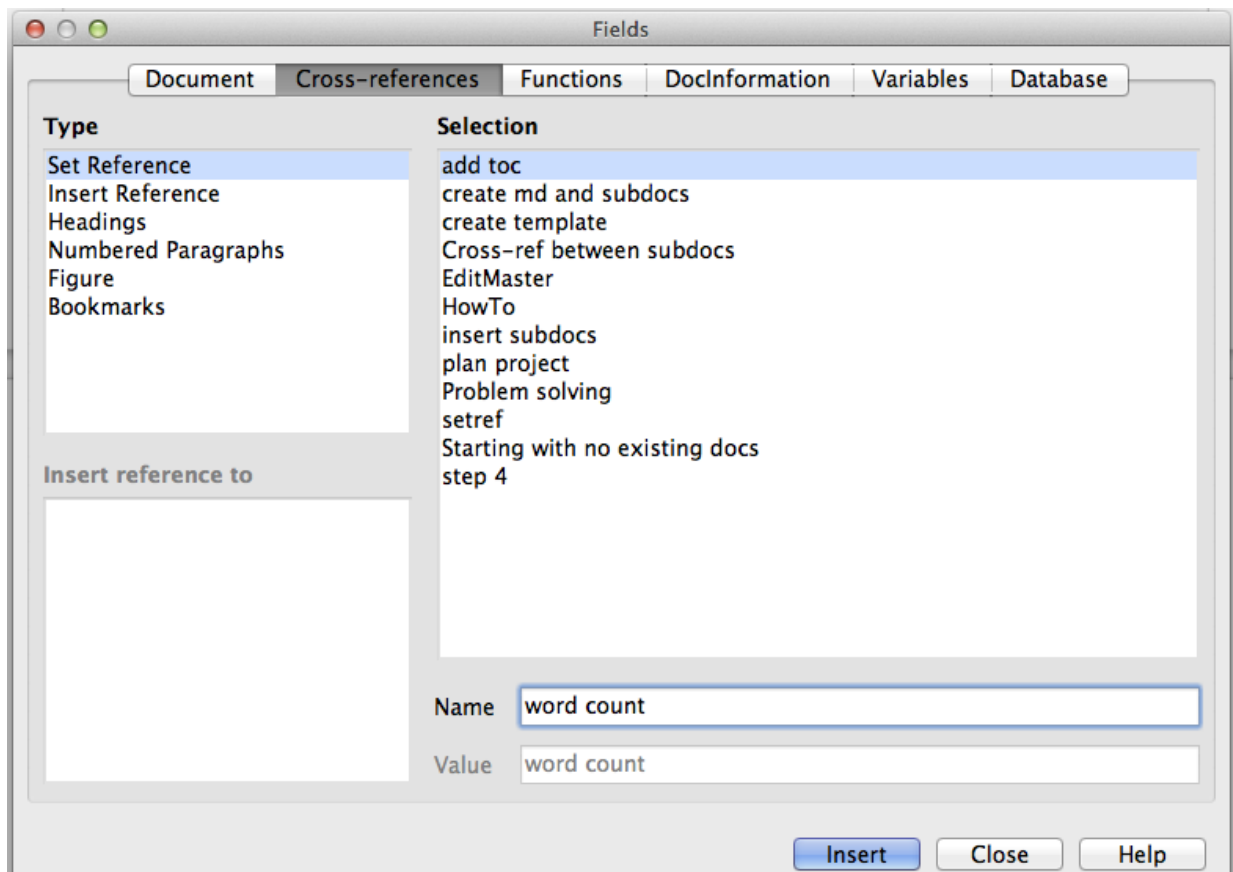 Fields
Document Cross-references Functions DocInformation Variables Database
Type
Set Reference
Insert Reference
Headings
Numbered Paragraphs
Figure
Bookmarks
Insert reference to
Selection
add toc
create md and subdocs
create template
Cross-ref between subdocs
EditMaster
HowTo
insert subdocs
plan project
Problem solving
setref
Starting with no existing docs
step 4
Name word count
Value word count
Insert Close Help